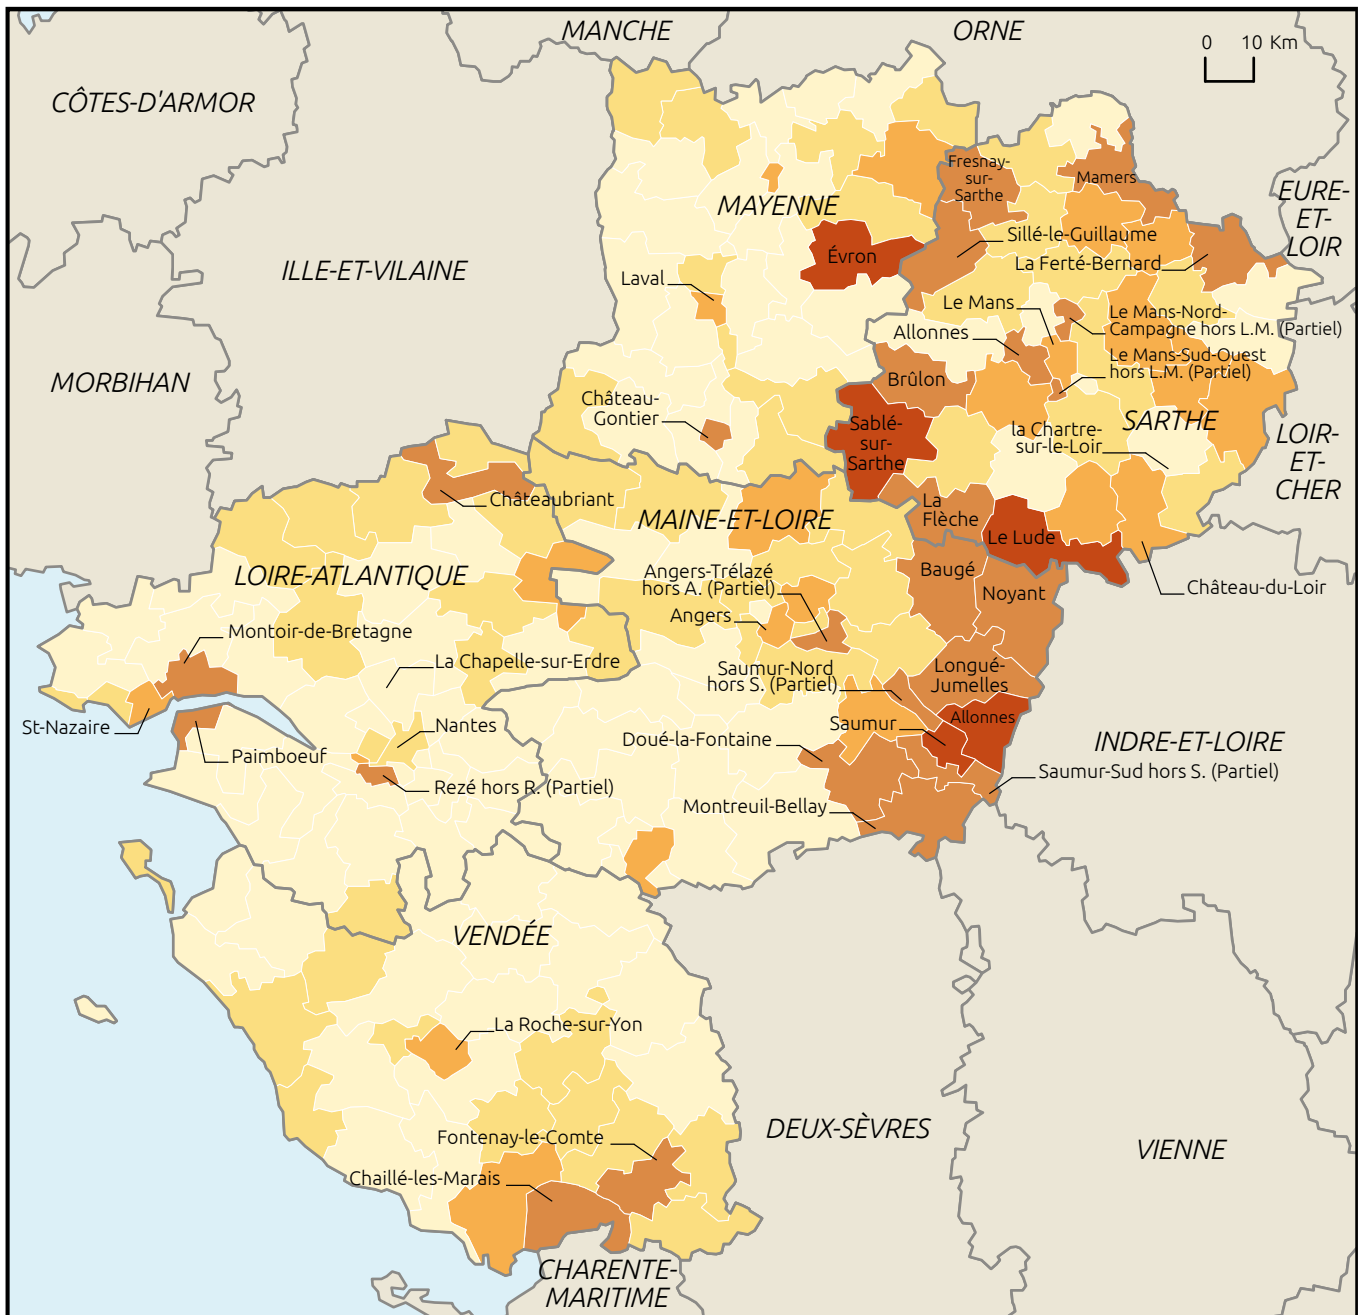 MANCHE
ORNE
0 10 Km
CÔTES-D'ARMOR
Fresnay-
sur-
Sarthe
Mamers
MAYENNE
EURE-
ET-
LOIR
Sillé-le-Guillaume
Évron
La Ferté-Bernard
ILLE-ET-VILAINE
Laval
Le Mans
Le Mans-Nord-
Campagne hors L.M. (Partiel)
Allonnes
Le Mans-Sud-Ouest
hors L.M. (Partiel)
MORBIHAN
Brûlon
Château-
Gontier
Sablé-
sur-
Sarthe
SARTHE
la Chartre-
sur-le-Loir
LOIR-
ET-
CHER
Châteaubriant
La
Flèche
MAINE-ET-LOIRE
Le Lude
LOIRE-ATLANTIQUE
Angers-Trélazé
hors A. (Partiel)
Baugé
Noyant
Château-du-Loir
Angers
Montoir-de-Bretagne
La Chapelle-sur-Erdre
Saumur-Nord
hors S. (Partiel)
Longué-
Jumelles
St-Nazaire
Nantes
Saumur
Allonnes
Doué-la-Fontaine
INDRE-ET-LOIRE
Paimboeuf
Saumur-Sud hors S. (Partiel)
Rezé hors R. (Partiel)
Montreuil-Bellay
VENDÉE
La Roche-sur-Yon
DEUX-SÈVRES
Fontenay-le-Comte
VIENNE
Chaillé-les-Marais
CHARENTE-
MARITIME